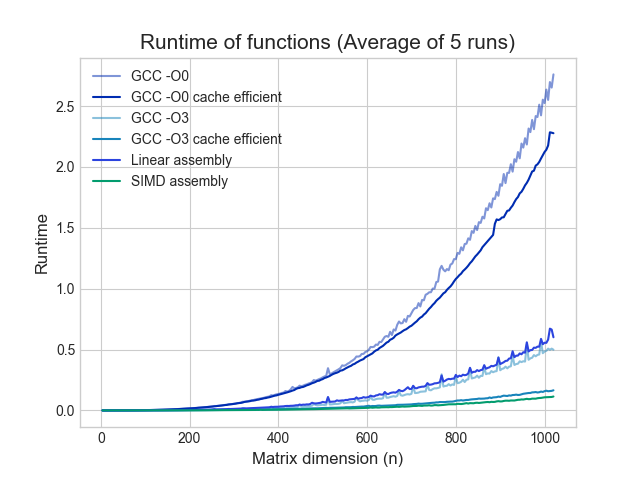 Runtime of functions (Average of 5 runs)
GCC -O0
GCC -O0 cache efficient
GCC -O3
GCC -O3 cache efficient
Linear assembly
SIMD assembly
Runtime
2.5
2.0
1.5
1.0
0.5
0.0
0 200 400 600 800 1000
Matrix dimension (n)